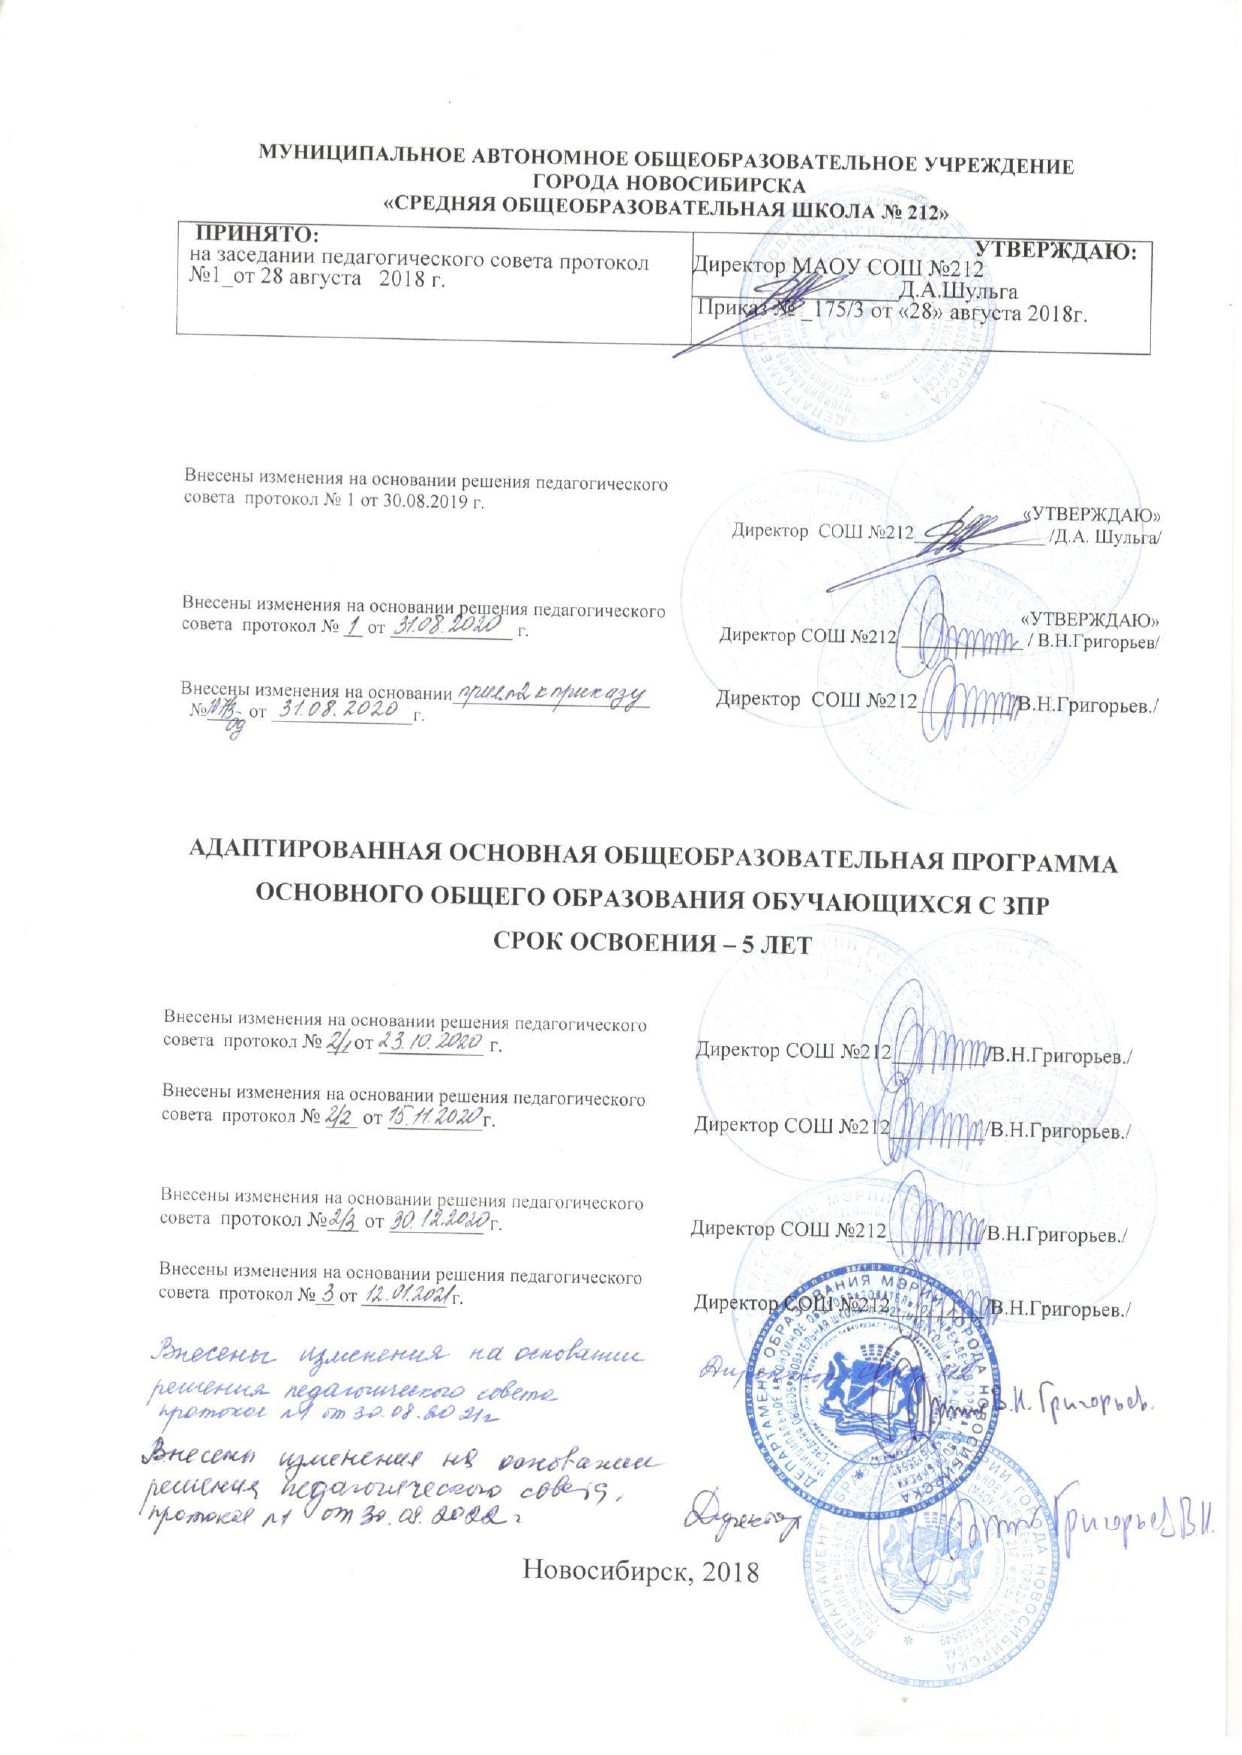 МУНИЦИПАЛЬНОЕ АВТОНОМНОЕ ОБЩЕОБРАЗОВАТЕЛЬНОЕ УЧРЕЖДЕНИЕ
ГОРОДА НОВОСИБИРСКА
«СРЕДНЯЯ ОБЩЕОБРАЗОВАТЕЛЬНАЯ ШКОЛА № 212»
ПРИНЯТО:
на заседании педагогического совета протокол
№1_от 28 августа 2018 г.
УТВЕРЖДАЮ:
Директор МАОУ СОШ №212
Д.А.Шульга
Приказ № _175/3 от «28» августа 2018г.
Внесены изменения на основании решения педагогического
совета протокол № 1 от 30.08.2019 г.
«УТВЕРЖДАЮ»
Директор СОШ №212 /Д.А. Шульга/
Внесены изменения на основании решения педагогического
совета протокол № 1 от 31.08.2020 г.
«УТВЕРЖДАЮ»
Директор СОШ №212 / В.Н.Григорьев/
Внесены изменения на основании к приказу
№ от 31.08.2020 г.
Директор СОШ №212 /В.Н.Григорьев./
АДАПТИРОВАННАЯ ОСНОВНАЯ ОБЩЕОБРАЗОВАТЕЛЬНАЯ ПРОГРАММА
ОСНОВНОГО ОБЩЕГО ОБРАЗОВАНИЯ ОБУЧАЮЩИХСЯ С ЗПР
СРОК ОСВОЕНИЯ – 5 ЛЕТ
Внесены изменения на основании решения педагогического
совета протокол № 2/1 от 23.10.2020 г.
Директор СОШ №212 /В.Н.Григорьев./
Внесены изменения на основании решения педагогического
совета протокол № 2/2 от 15.11.2020 г.
Директор СОШ №212 /В.Н.Григорьев./
Внесены изменения на основании решения педагогического
совета протокол № 2/3 от 30.12.2020 г.
Директор СОШ №212 /В.Н.Григорьев./
Внесены изменения на основании решения педагогического
совета протокол № 3 от 12.01.2021 г.
Директор СОШ №212 /В.Н.Григорьев./
Внесены изменения на основании
решения педагогического совета
протокол №1 от 30.08.2021г
Директор В.Н. Григорьев.
Внесены изменения на основании
решения педагогического совета,
протокол №1 от 30.08.2022 г
Директор Григорьев В.Н.
Новосибирск, 2018